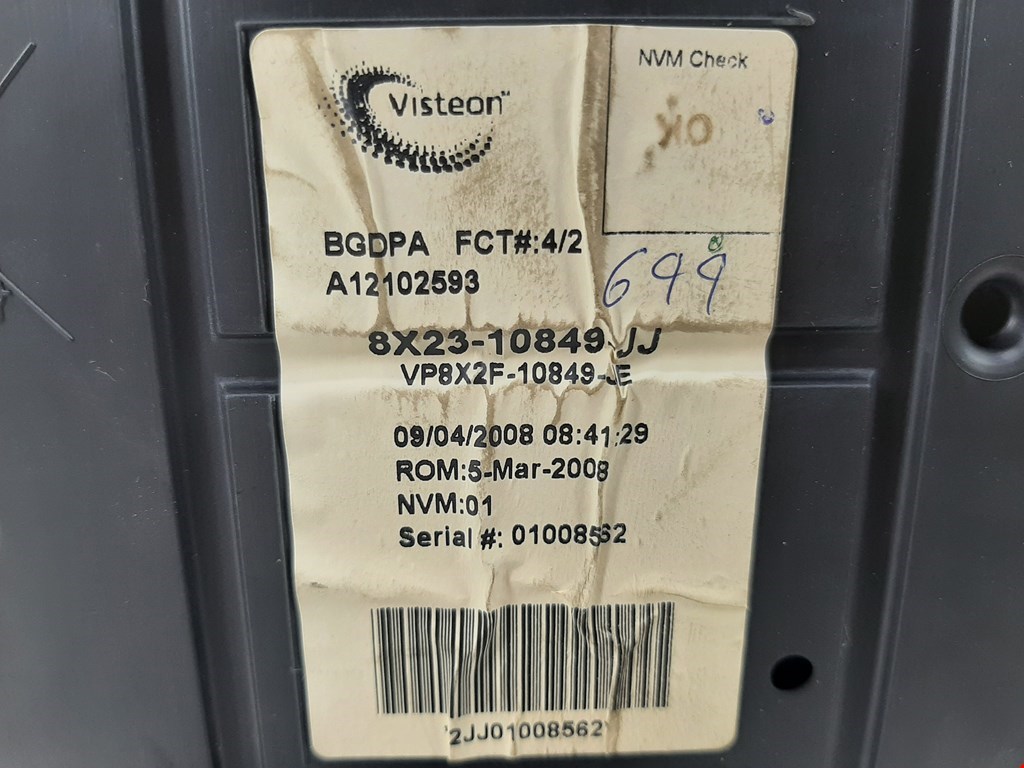 Visteon
NVM Check
OK
BGDPA FCT#:4/2
A12102593
699
8X23-10849-JJ
VP8X2F-10849-JE
09/04/2008 08:41:29
ROM:5-Mar-2008
NVM:01
Serial #: 01008562
2JJ01008562